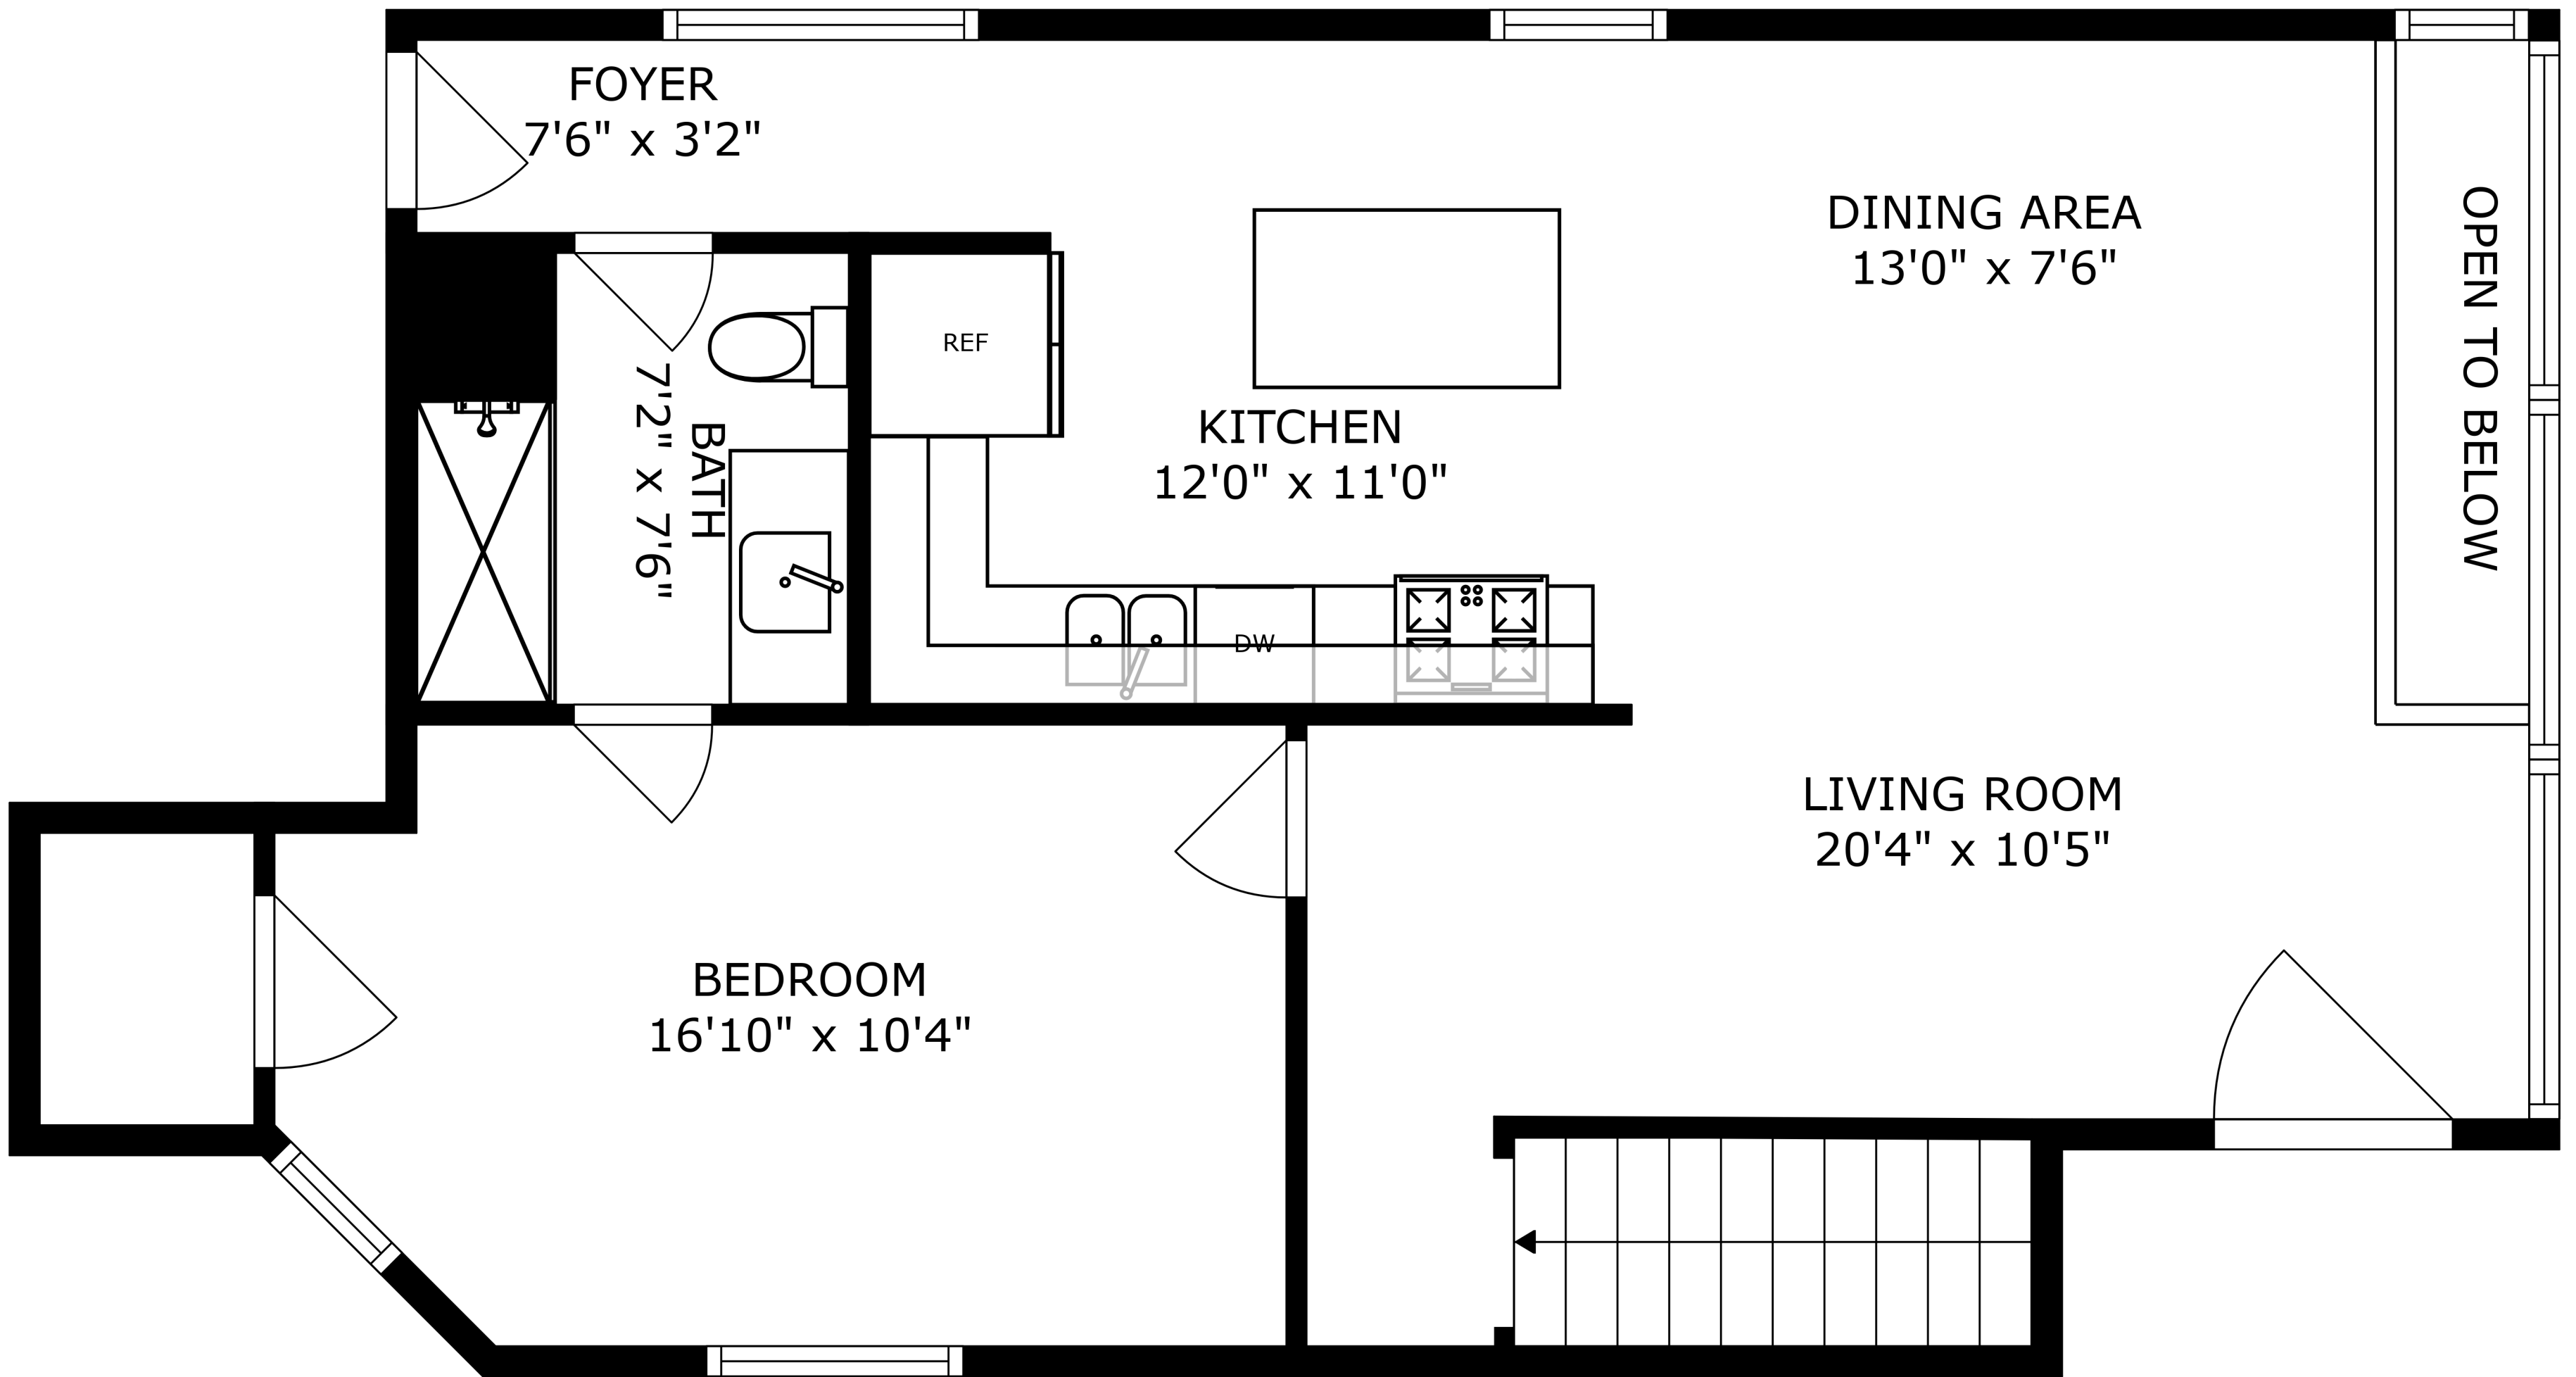 FOYER
7'6" x 3'2"
DINING AREA
13'0" x 7'6"
OPEN TO BELOW
REF
KITCHEN
12'0" x 11'0"
BATH
7'2" x 7'6"
DW
LIVING ROOM
20'4" x 10'5"
BEDROOM
16'10" x 10'4"